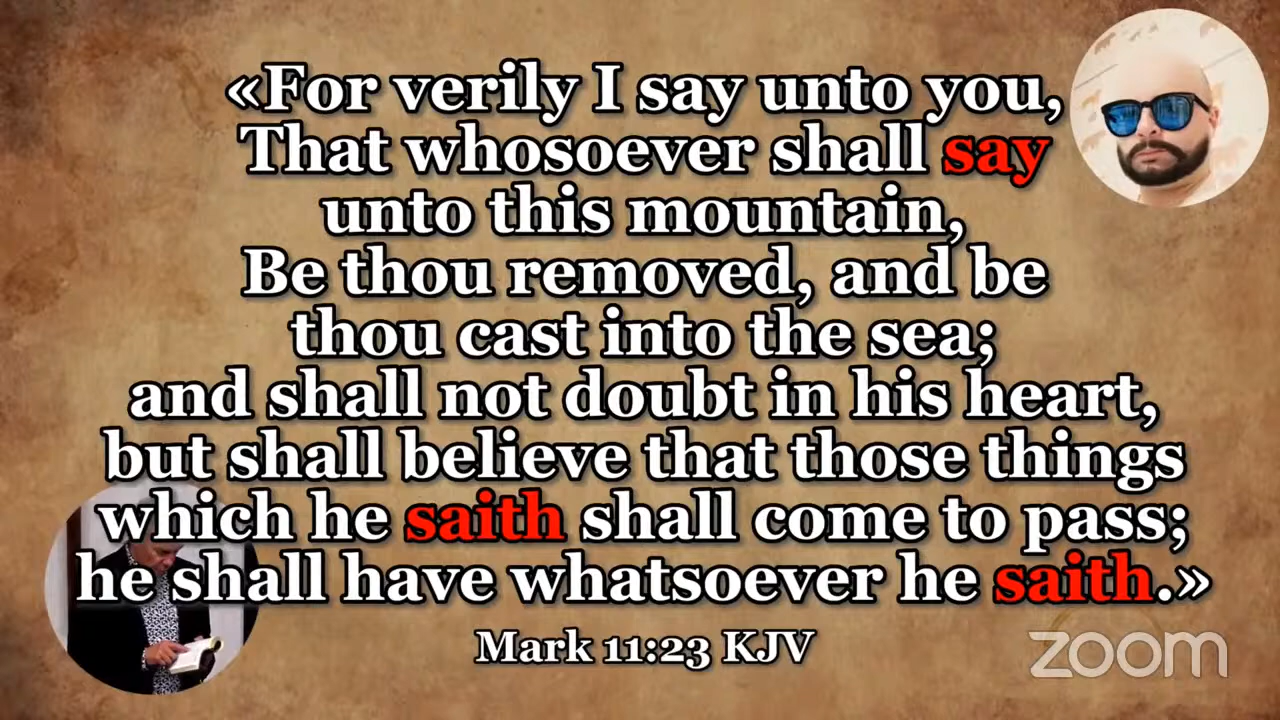 «For verily I say unto you,
That whosoever shall say
unto this mountain,
Be thou removed, and be
thou cast into the sea;
and shall not doubt in his heart,
but shall believe that those things
which he saith shall come to pass;
he shall have whatsoever he saith.»
Mark 11:23 KJV
zoom